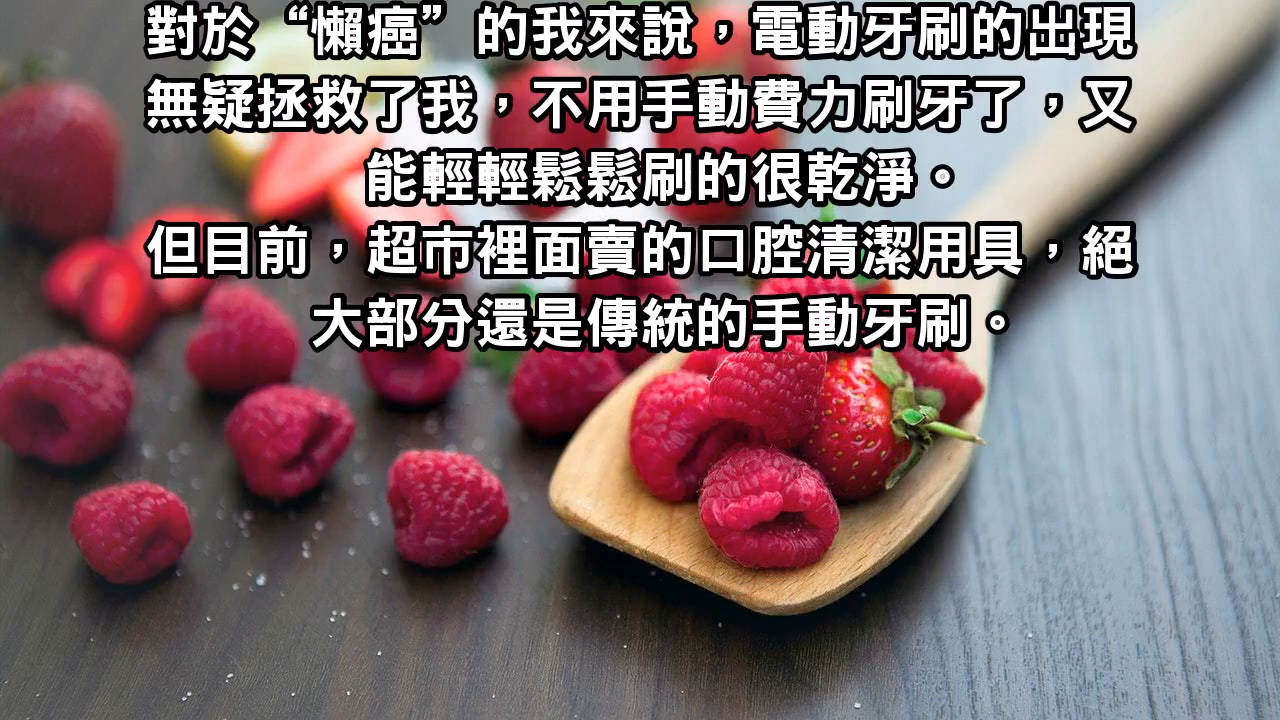 對於“懶癌”的我來說，電動牙刷的出現
無疑拯救了我，不用手動費力刷牙了，又
能輕輕鬆鬆刷的很乾淨。
但目前，超市裡面賣的口腔清潔用具，絕
大部分還是傳統的手動牙刷。